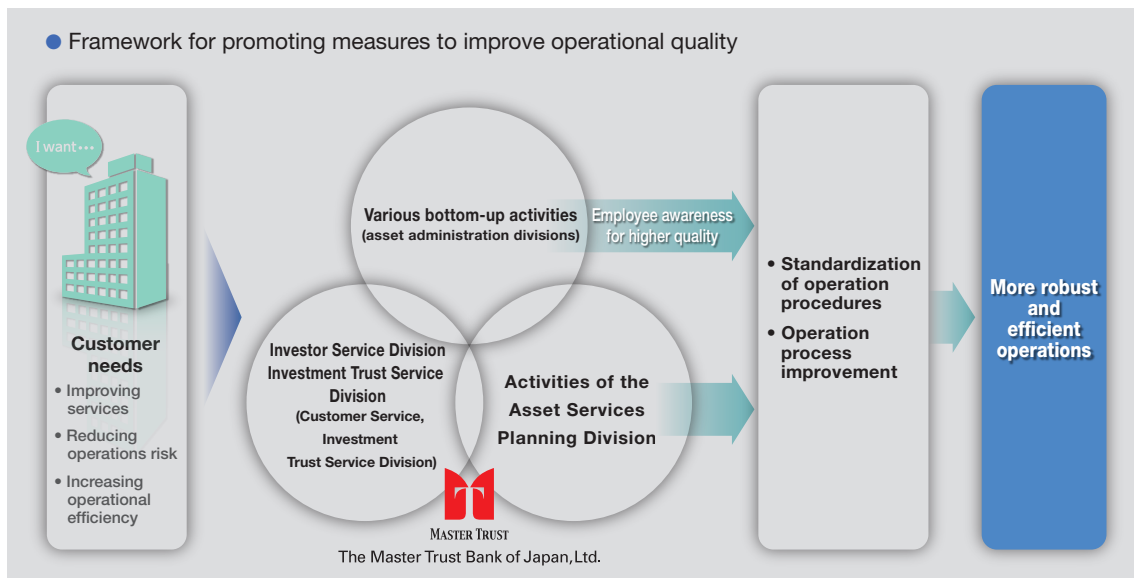 ● Framework for promoting measures to improve operational quality
I want…
Customer
needs
• Improving
services
• Reducing
operations risk
• Increasing
operational
efficiency
Various bottom-up activities
(asset administration divisions)
Employee awareness
for higher quality
Investor Service Division
Investment Trust Service
Division
(Customer Service,
Investment
Trust Service Division)
Activities of the
Asset Services
Planning Division
MASTER TRUST
The Master Trust Bank of Japan, Ltd.
• Standardization
of operation
procedures
• Operation
process
improvement
More robust
and
efficient
operations